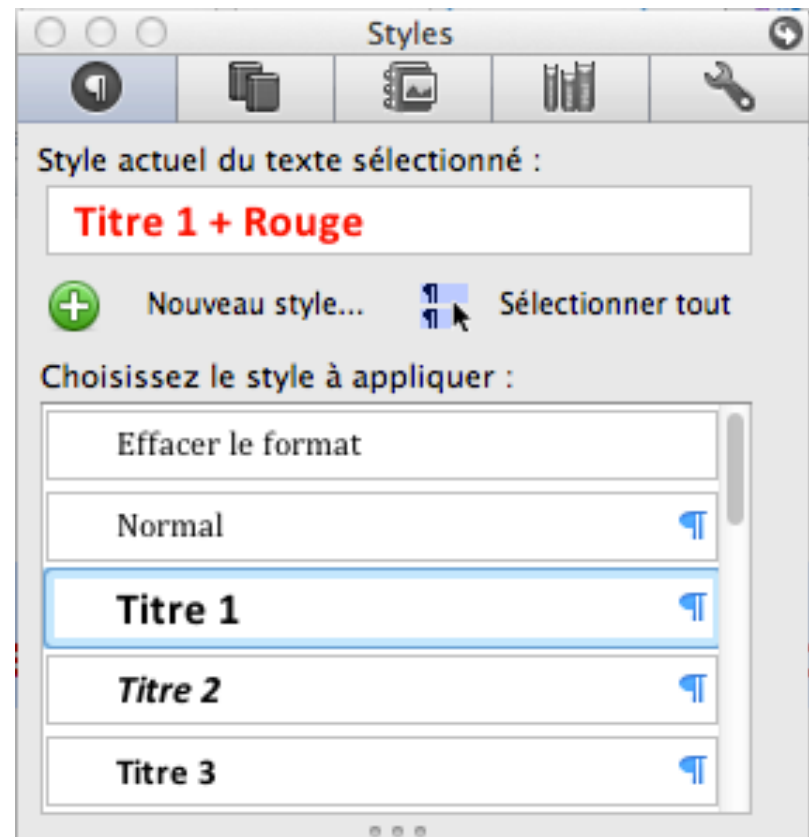 Styles
Style actuel du texte sélectionné :
Titre 1 + Rouge
Nouveau style... Sélectionner tout
Choisissez le style à appliquer :
Effacer le format
Normal ¶
Titre 1 ¶
Titre 2 ¶
Titre 3 ¶